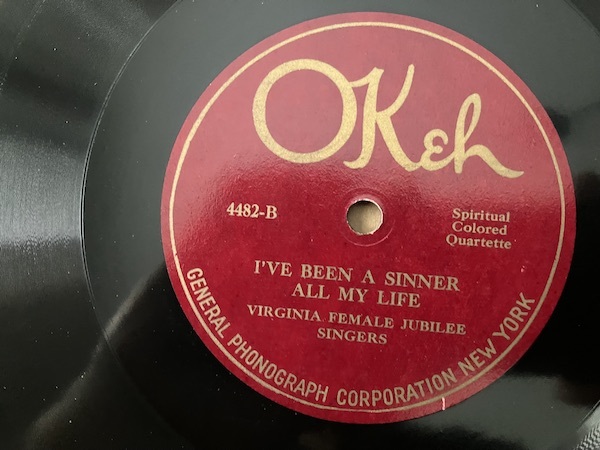 OKeh
4482-B
Spiritual
Colored
Quartette
I'VE BEEN A SINNER
ALL MY LIFE
VIRGINIA FEMALE JUBILEE
SINGERS
GENERAL PHONOGRAPH CORPORATION NEW YORK